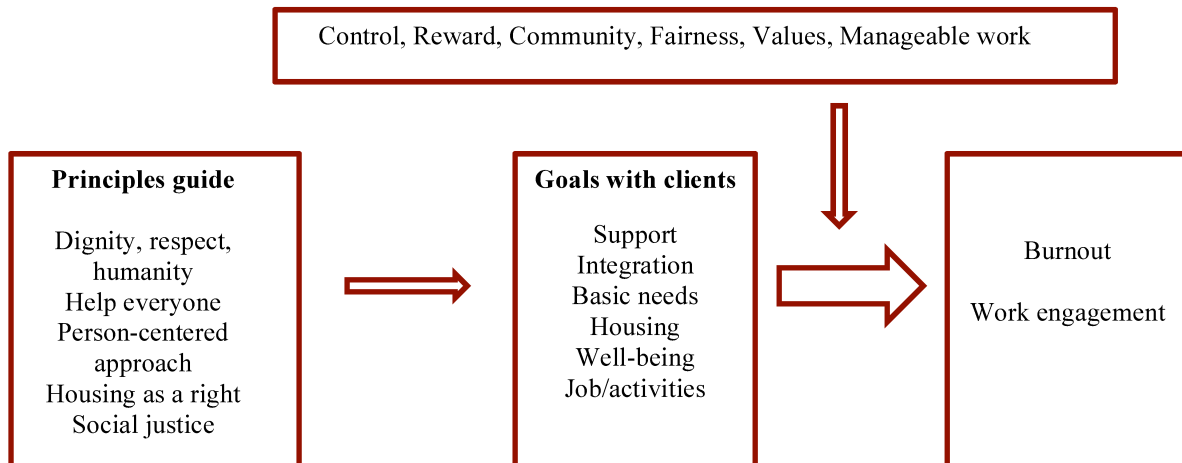 Control, Reward, Community, Fairness, Values, Manageable work
Principles guide
Dignity, respect,
humanity
Help everyone
Person-centered
approach
Housing as a right
Social justice
Goals with clients
Support
Integration
Basic needs
Housing
Well-being
Job/activities
Burnout
Work engagement